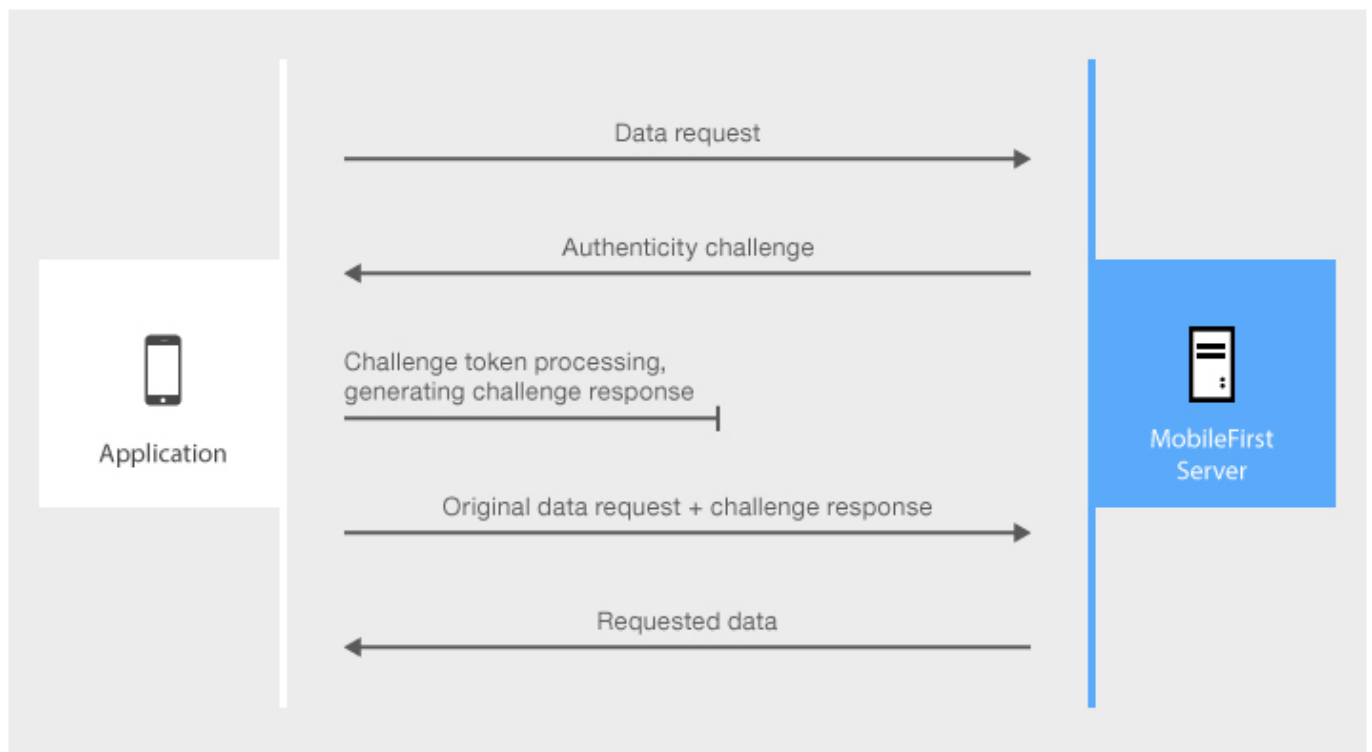 Data request
Authenticity challenge
Challenge token processing,
generating challenge response
Application
MobileFirst
Server
Original data request + challenge response
Requested data